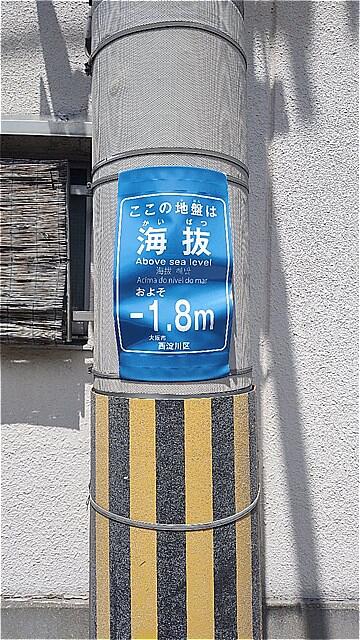 ここの地盤は
かい ばつ
海抜
Above sea level
海抜 해발
Acima do nível do mar
およそ
-1.8m
大阪市
西淀川区